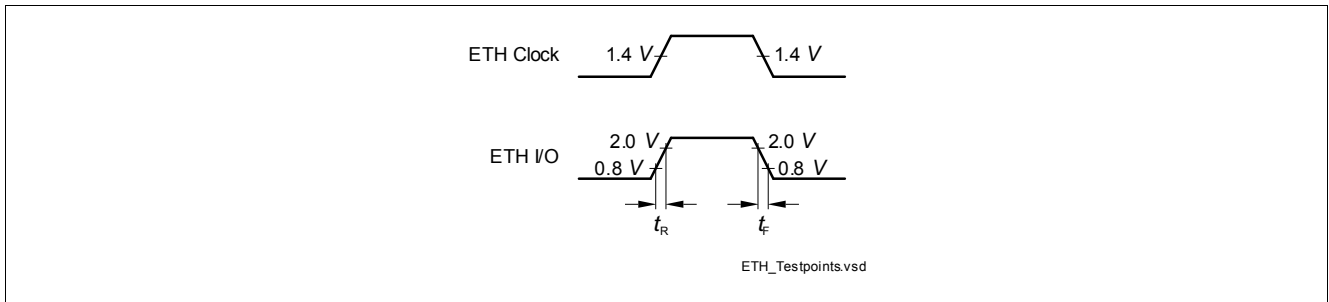 ETH Clock
1.4 V
1.4 V
ETH I/O
2.0 V
2.0 V
0.8 V
0.8 V
tR
tF
ETH_Testpoints.vsd